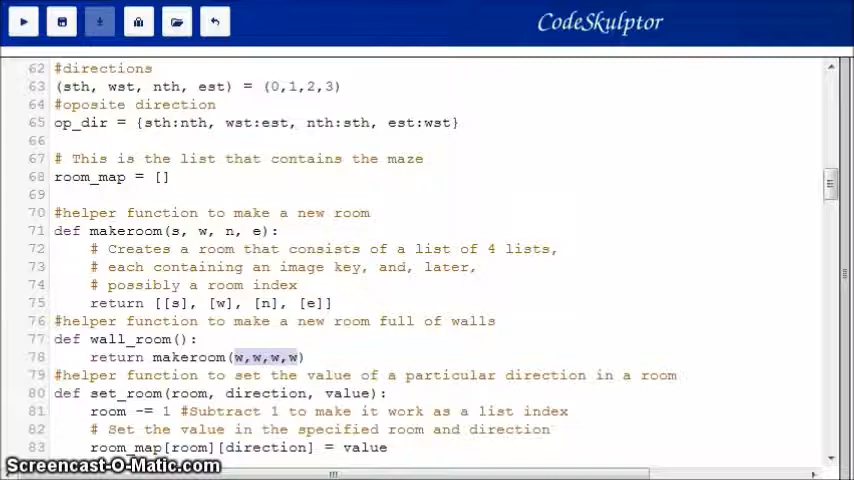 CodeSkulptor
62 #directions
63 (sth, wst, nth, est) = (0,1,2,3)
64 #oposite direction
65 op_dir = {sth:nth, wst:est, nth:sth, est:wst}
66
67 # This is the list that contains the maze
68 room_map = []
69
70 #helper function to make a new room
71 def makeroom(s, w, n, e):
72 # Creates a room that consists of a list of 4 lists,
73 # each containing an image key, and, later,
74 # possibly a room index
75 return [[s], [w], [n], [e]]
76 #helper function to make a new room full of walls
77 def wall_room():
78 return makeroom(w,w,w,w)
79 #helper function to set the value of a particular direction in a room
80 def set_room(room, direction, value):
81 room -= 1 #Subtract 1 to make it work as a list index
82 # Set the value in the specified room and direction
83 room_map[room][direction] = value
Screencast-O-Matic.com